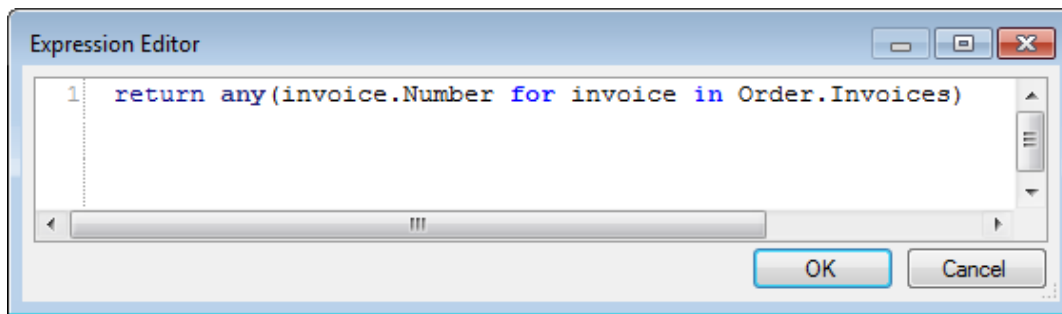 Expression Editor
1 return any(invoice.Number for invoice in Order.Invoices)
OK Cancel